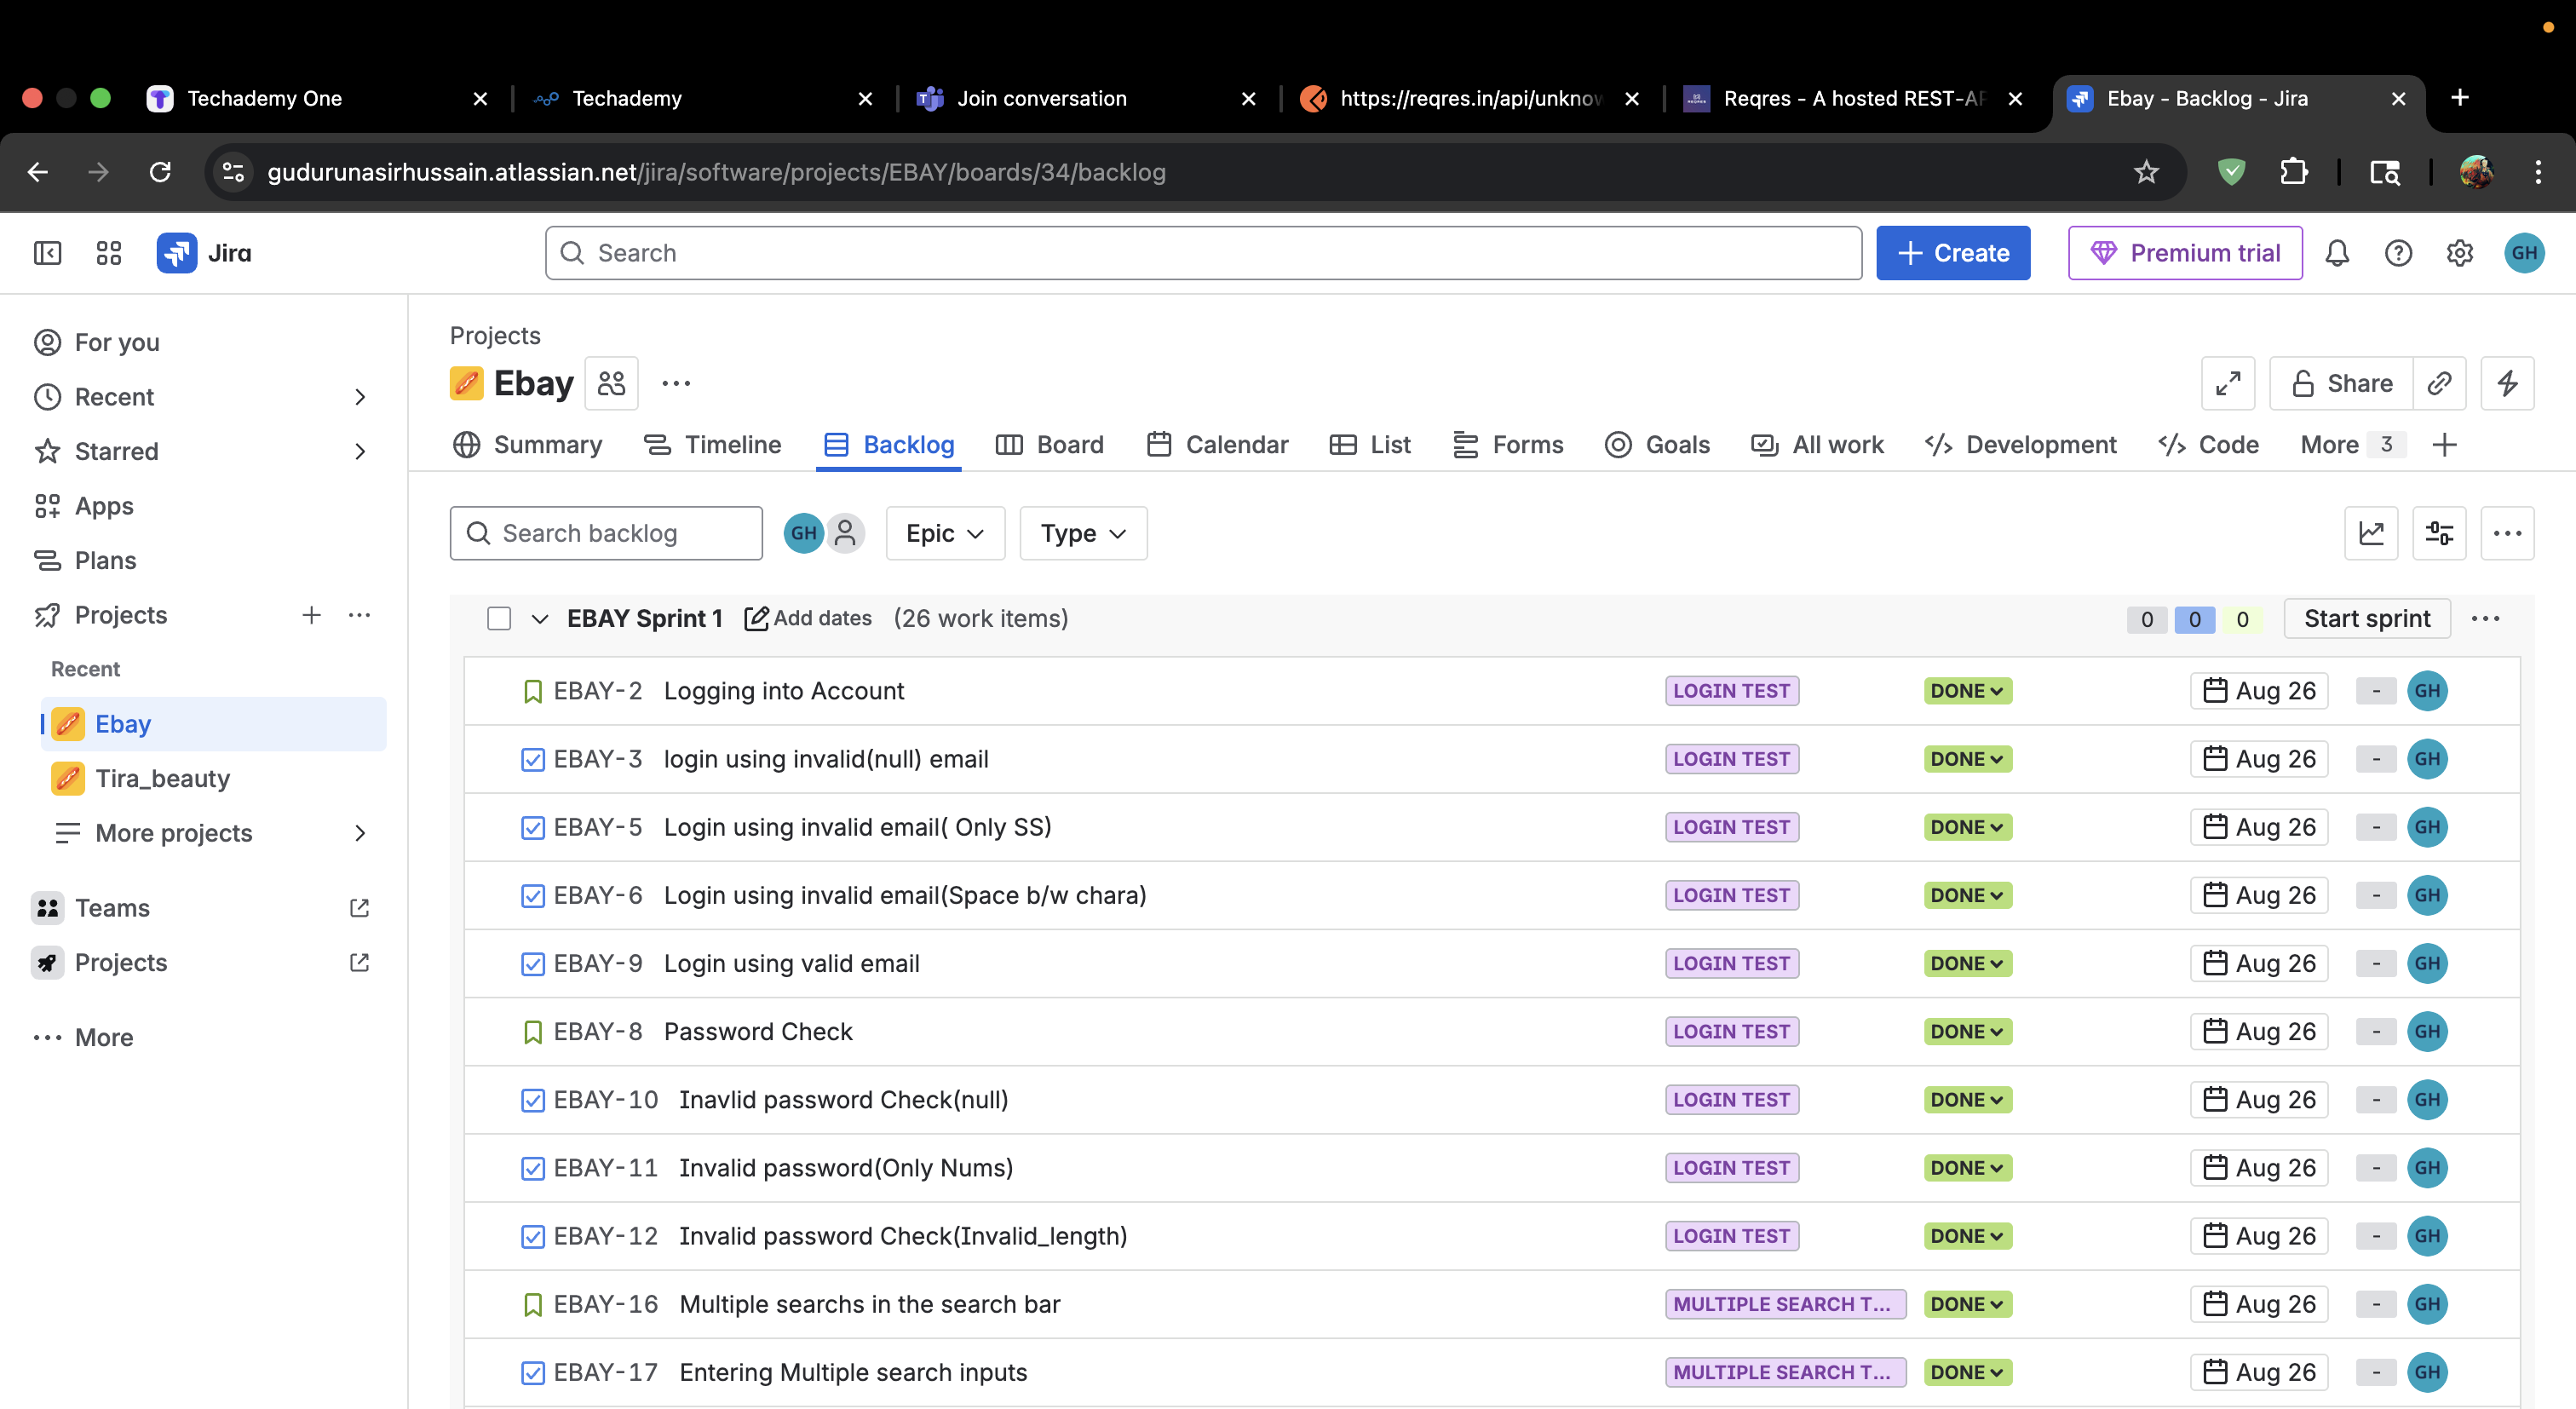 Techademy One
Techademy
Join conversation
https://reqres.in/api/unknow
Reqres - A hosted REST-AP
Ebay - Backlog - Jira
gudurunasirhussain.atlassian.net/jira/software/projects/EBAY/boards/34/backlog
Jira
Search
Create
Premium trial
GH
For you
Recent
Starred
Apps
Plans
Projects
Recent
Ebay
Tira_beauty
More projects
Teams
Projects
More
Projects
Ebay
Share
Summary Timeline Backlog Board Calendar List Forms Goals All work Development Code More 3
Search backlog GH Epic Type
EBAY Sprint 1 Add dates (26 work items) 0 0 0 Start sprint
EBAY-2 Logging into Account LOGIN TEST DONE Aug 26 - GH
EBAY-3 login using invalid(null) email LOGIN TEST DONE Aug 26 - GH
EBAY-5 Login using invalid email( Only SS) LOGIN TEST DONE Aug 26 - GH
EBAY-6 Login using invalid email(Space b/w chara) LOGIN TEST DONE Aug 26 - GH
EBAY-9 Login using valid email LOGIN TEST DONE Aug 26 - GH
EBAY-8 Password Check LOGIN TEST DONE Aug 26 - GH
EBAY-10 Inavlid password Check(null) LOGIN TEST DONE Aug 26 - GH
EBAY-11 Invalid password(Only Nums) LOGIN TEST DONE Aug 26 - GH
EBAY-12 Invalid password Check(Invalid_length) LOGIN TEST DONE Aug 26 - GH
EBAY-16 Multiple searchs in the search bar MULTIPLE SEARCH T... DONE Aug 26 - GH
EBAY-17 Entering Multiple search inputs MULTIPLE SEARCH T... DONE Aug 26 - GH